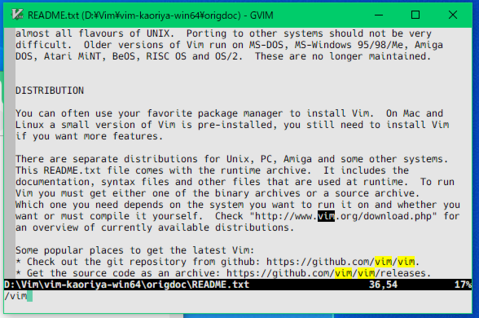 README.txt (D:¥Vim¥vim-kaoriya-win64¥origdoc) - GVIM
almost all flavours of UNIX.  Porting to other systems should not be very
difficult.  Older versions of Vim run on MS-DOS, MS-Windows 95/98/Me, Amiga
DOS, Atari MiNT, BeOS, RISC OS and OS/2.  These are no longer maintained.
DISTRIBUTION
You can often use your favorite package manager to install Vim.  On Mac and
Linux a small version of Vim is pre-installed, you still need to install Vim
if you want more features.
There are separate distributions for Unix, PC, Amiga and some other systems.
This README.txt file comes with the runtime archive.  It includes the
documentation, syntax files and other files that are used at runtime.  To run
Vim you must get either one of the binary archives or a source archive.
Which one you need depends on the system you want to run it on and whether you
want or must compile it yourself.  Check "http://www.vim.org/download.php" for
an overview of currently available distributions.
Some popular places to get the latest Vim:
* Check out the git repository from github: https://github.com/vim/vim.
* Get the source code as an archive: https://github.com/vim/vim/releases.
D:\Vim\vim-kaoriya-win64\origdoc\README.txt 36,54 17%
/vim